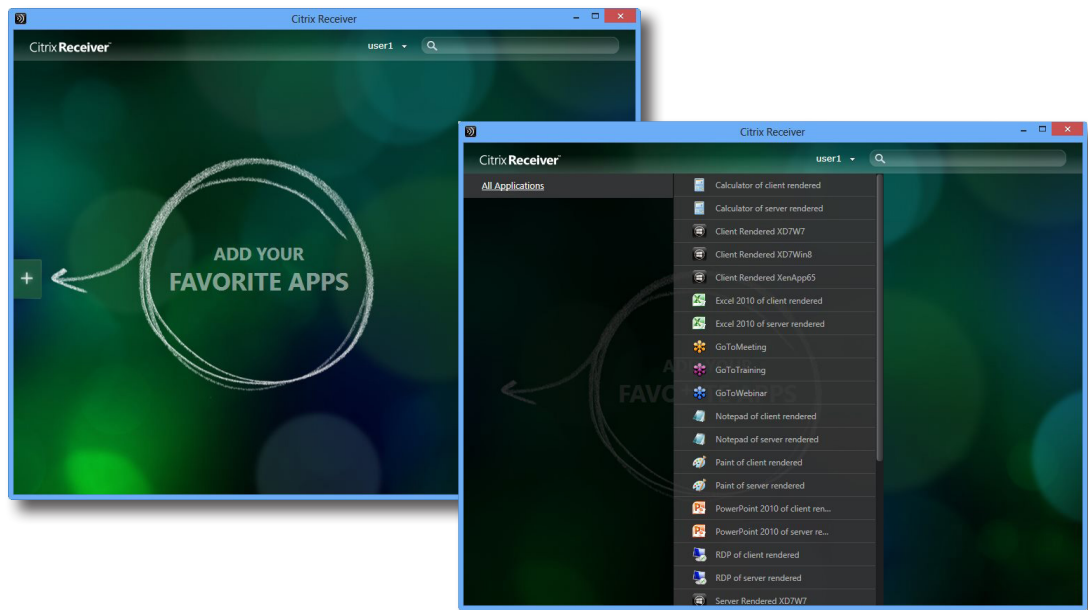 Citrix Receiver
Citrix Receiver™
user1
ADD YOUR
FAVORITE APPS
Citrix Receiver
Citrix Receiver™
user1
All Applications
Calculator of client rendered
Calculator of server rendered
Client Rendered XD7W7
Client Rendered XD7Win8
Client Rendered XenApp65
Excel 2010 of client rendered
Excel 2010 of server rendered
GoToMeeting
GoToTraining
GoToWebinar
Notepad of client rendered
Notepad of server rendered
Paint of client rendered
Paint of server rendered
PowerPoint 2010 of client ren...
PowerPoint 2010 of server re...
RDP of client rendered
RDP of server rendered
Server Rendered XD7W7